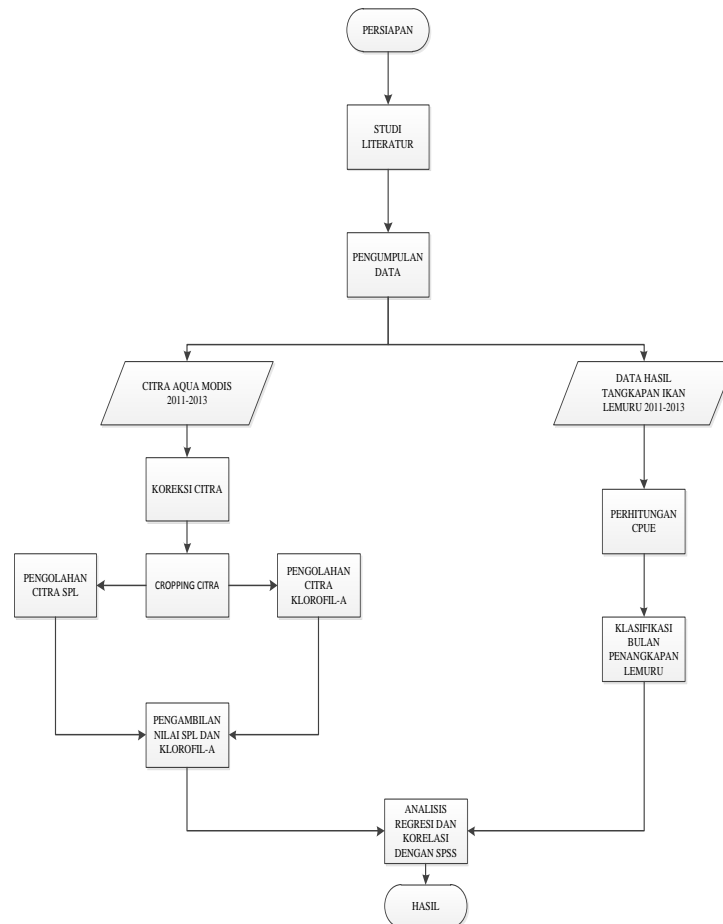 PERSIAPAN
STUDI
LITERATUR
PENGUMPULAN
DATA
CITRA AQUA MODIS
2011-2013
DATA HASIL
TANGKAPAN IKAN
LEMURU 2011-2013
KOREKSI CITRA
PERHITUNGAN
CPUE
PENGOLAHAN
CITRA SPL
CROPPING CITRA
PENGOLAHAN
CITRA
KLOROFIL-A
KLASIFIKASI
BULAN
PENANGKAPAN
LEMURU
PENGAMBILAN
NILAI SPL DAN
KLOROFIL-A
ANALISIS
REGRESI DAN
KORELASI
DENGAN SPSS
HASIL